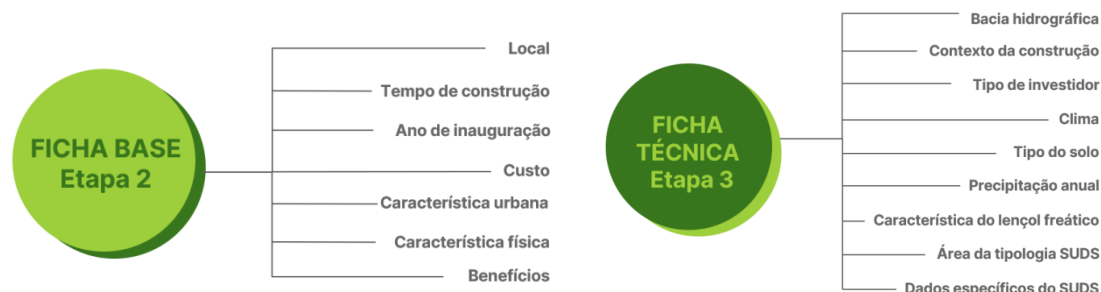 FICHA BASE
Etapa 2
Local
Tempo de construção
Ano de inauguração
Custo
Característica urbana
Característica física
Benefícios
FICHA
TÉCNICA
Etapa 3
Bacia hidrográfica
Contexto da construção
Tipo de investidor
Clima
Tipo do solo
Precipitação anual
Característica do lençol freático
Área da tipologia SUDS
Dados específicos do SUDS